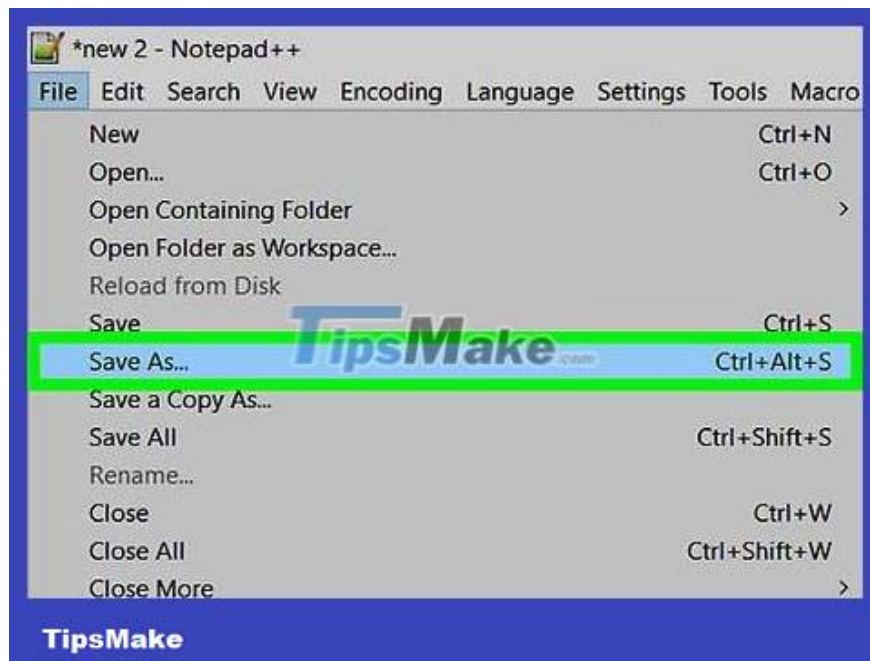 *new 2 - Notepad++
File Edit Search View Encoding Language Settings Tools Macro
New Ctrl+N
Open... Ctrl+O
Open Containing Folder >
Open Folder as Workspace...
Reload from Disk
Save Ctrl+S
TipsMake.com
Save As... Ctrl+Alt+S
Save a Copy As...
Save All Ctrl+Shift+S
Rename...
Close Ctrl+W
Close All Ctrl+Shift+W
Close More >
TipsMake